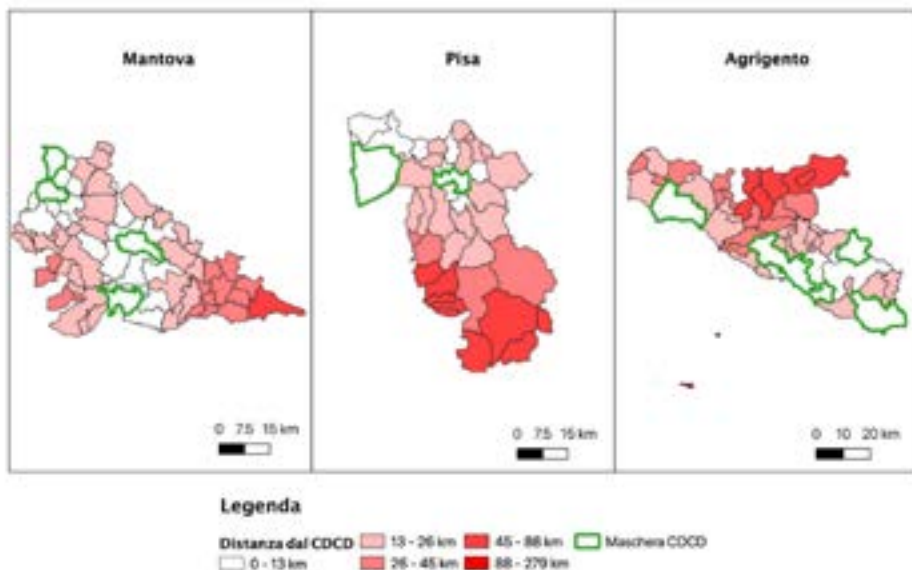 Mantova
Pisa
Agrigento
0 7.5 15 km
0 7.5 15 km
0 10 20 km
Legenda
Distanza dal CDCD
0 - 13 km
13 - 26 km
26 - 45 km
45 - 88 km
88 - 279 km
Maschera CDCD